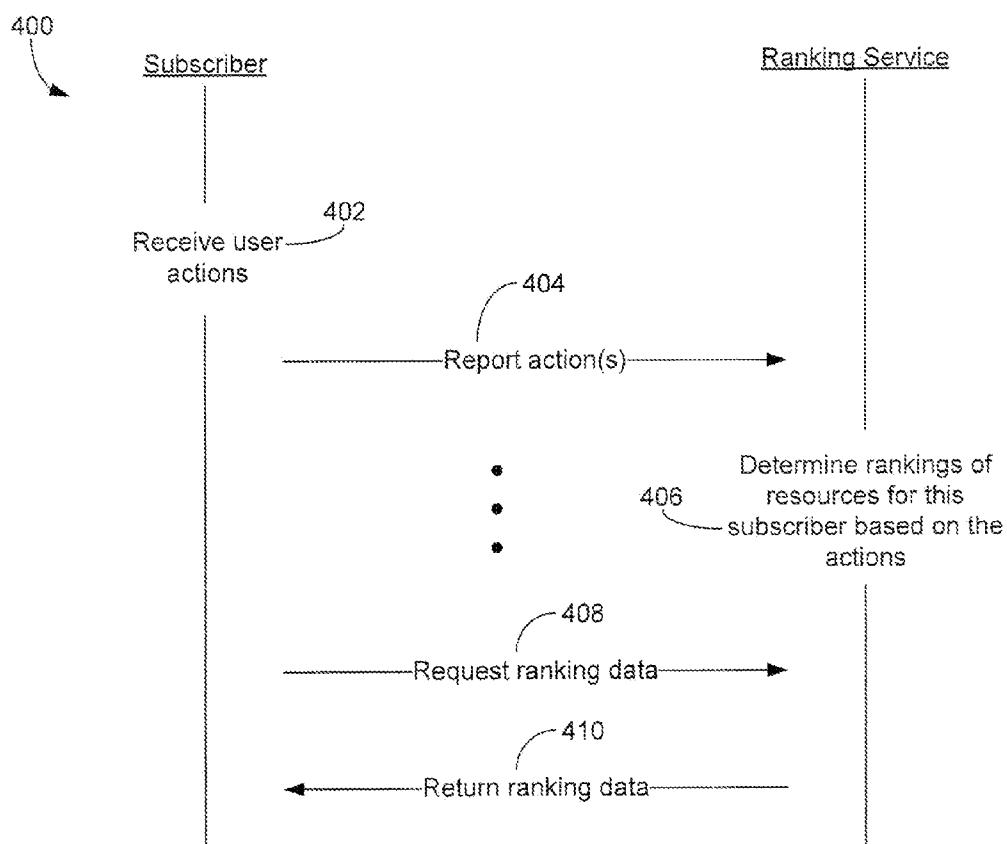 400
Subscriber
Ranking Service
402
Receive user
actions
404
Report action(s)
Determine rankings of
resources for this
406
subscriber based on the
actions
408
Request ranking data
410
Return ranking data